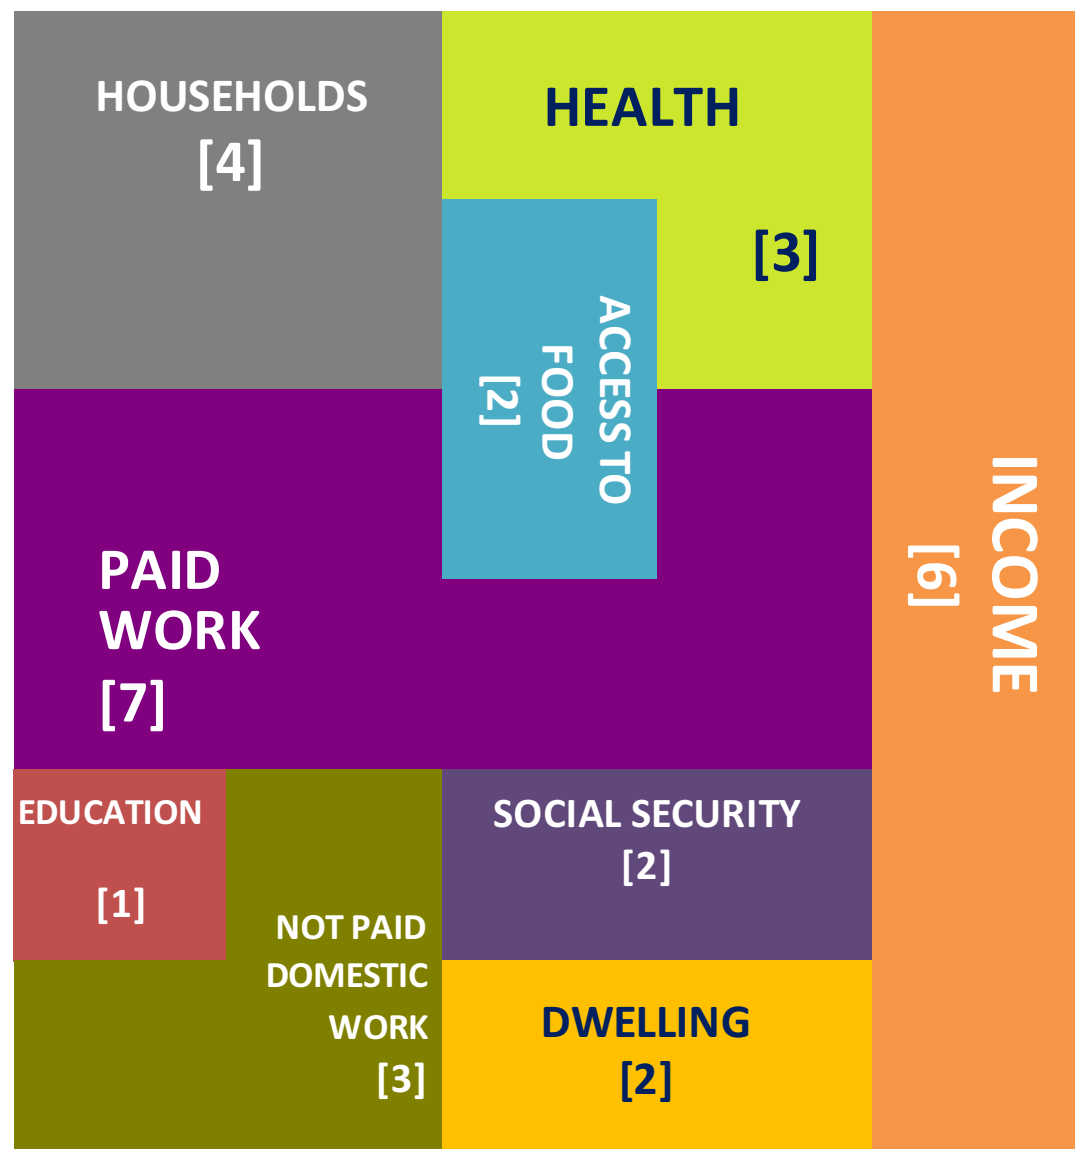 HOUSEHOLDS
[4]
HEALTH
[3]
ACCESS TO
FOOD
[2]
INCOME
[6]
PAID
WORK
[7]
EDUCATION
[1]
NOT PAID
DOMESTIC
WORK
[3]
SOCIAL SECURITY
[2]
DWELLING
[2]